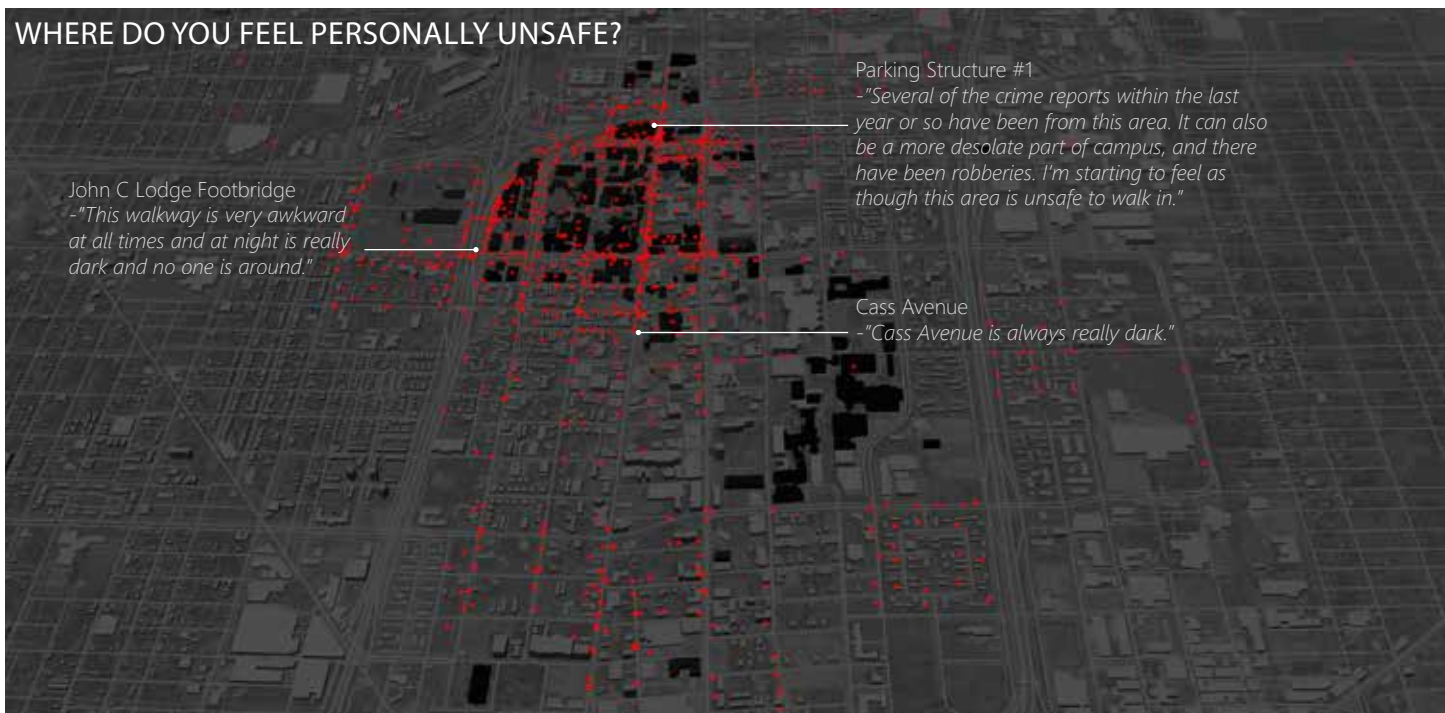 WHERE DO YOU FEEL PERSONALLY UNSAFE?
Parking Structure #1
-"Several of the crime reports within the last
year or so have been from this area. It can also
be a more desolate part of campus, and there
have been robberies. I'm starting to feel as
though this area is unsafe to walk in."
John C Lodge Footbridge
-"This walkway is very awkward
at all times and at night is really
dark and no one is around."
Cass Avenue
-"Cass Avenue is always really dark."